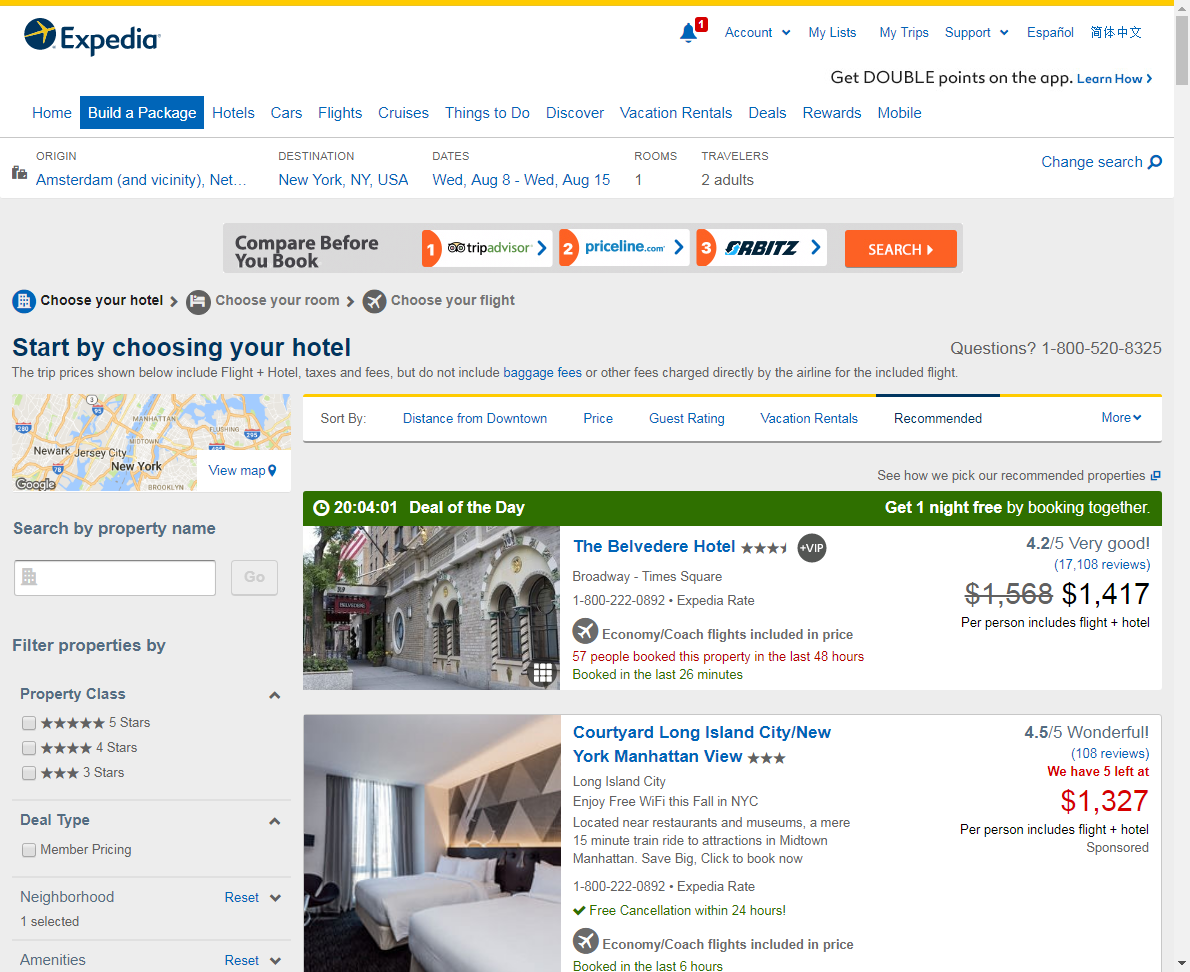 Expedia
1
Account
My Lists
My Trips
Support
Español
简体中文
Get DOUBLE points on the app. Learn How
Home
Build a Package
Hotels
Cars
Flights
Cruises
Things to Do
Discover
Vacation Rentals
Deals
Rewards
Mobile
ORIGIN
Amsterdam (and vicinity), Net...
DESTINATION
New York, NY, USA
DATES
Wed, Aug 8 - Wed, Aug 15
ROOMS
1
TRAVELERS
2 adults
Change search
Compare Before
You Book
1 tripadvisor
2 priceline.com
3 ORBITZ
SEARCH
Choose your hotel
Choose your room
Choose your flight
Start by choosing your hotel
Questions? 1-800-520-8325
The trip prices shown below include Flight + Hotel, taxes and fees, but do not include baggage fees or other fees charged directly by the airline for the included flight.
3
95
MANHATTAN
280
FLUSHING
MIDTOWN
295
495
Newark
Jersey City
78
New York
BROOKLYN
Google
View map
Sort By:
Distance from Downtown
Price
Guest Rating
Vacation Rentals
Recommended
More
See how we pick our recommended properties
Search by property name
Go
Filter properties by
Property Class
5 Stars
4 Stars
3 Stars
Deal Type
Member Pricing
Neighborhood
Reset
1 selected
Amenities
Reset
20:04:01 Deal of the Day
Get 1 night free by booking together.
319
BELVEDERE
The Belvedere Hotel
+VIP
Broadway - Times Square
1-800-222-0892 • Expedia Rate
Economy/Coach flights included in price
57 people booked this property in the last 48 hours
Booked in the last 26 minutes
4.2/5 Very good!
(17,108 reviews)
$1,568 $1,417
Per person includes flight + hotel
Courtyard Long Island City/New
York Manhattan View
Long Island City
Enjoy Free WiFi this Fall in NYC
Located near restaurants and museums, a mere
15 minute train ride to attractions in Midtown
Manhattan. Save Big, Click to book now
1-800-222-0892 • Expedia Rate
Free Cancellation within 24 hours!
Economy/Coach flights included in price
Booked in the last 6 hours
4.5/5 Wonderful!
(108 reviews)
We have 5 left at
$1,327
Per person includes flight + hotel
Sponsored